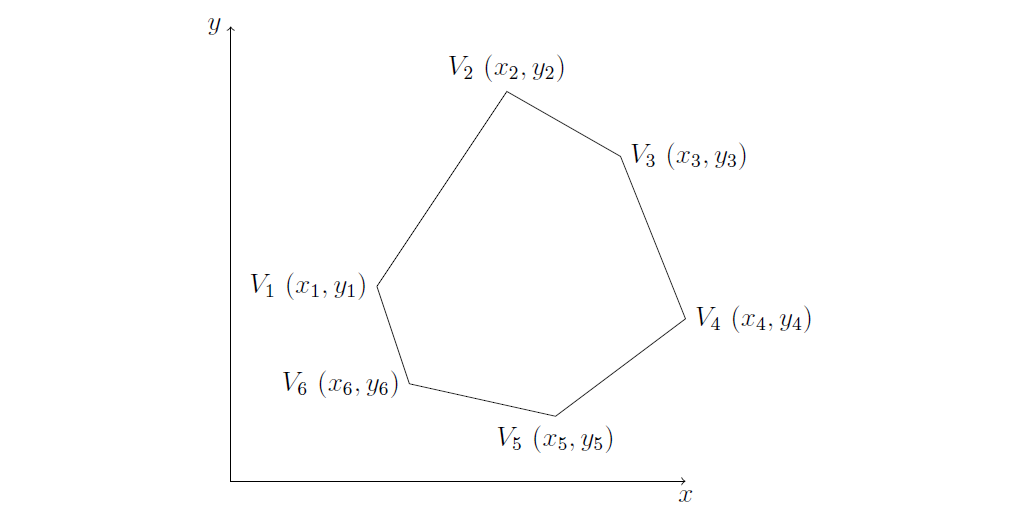 y
V₂ (x₂, y₂)
V₃ (x₃, y₃)
V₁ (x₁, y₁)
V₄ (x₄, y₄)
V₆ (x₆, y₆)
V₅ (x₅, y₅)
x